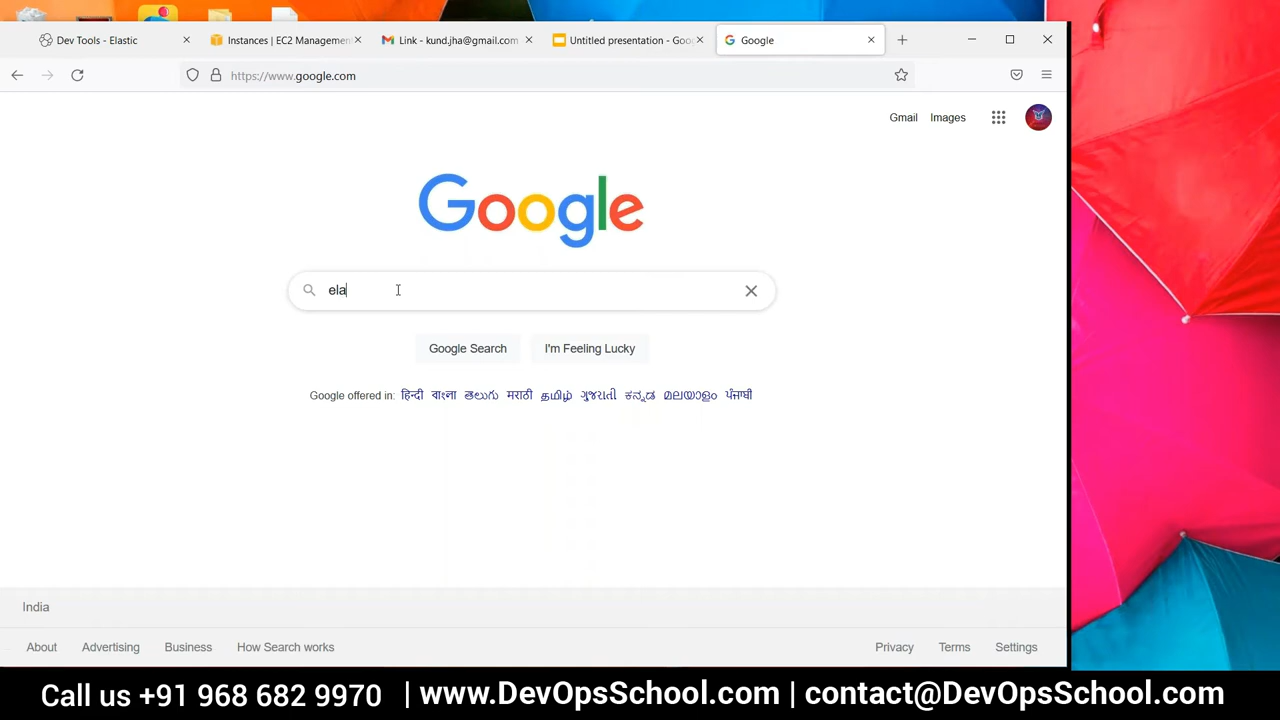 Dev Tools - Elastic
Instances | EC2 Managemen
Link - kund.jha@gmail.com
Untitled presentation - Goo
Google
https://www.google.com
Gmail Images
Google
ela
Google Search I'm Feeling Lucky
Google offered in: हिन्दी বাংলা తెలుగు मराठी தமிழ் ગુજરાતી ಕನ್ನಡ മലയാളം ਪੰਜਾਬੀ
India
About Advertising Business How Search works Privacy Terms Settings
Call us +91 968 682 9970 | www.DevOpsSchool.com | contact@DevOpsSchool.com